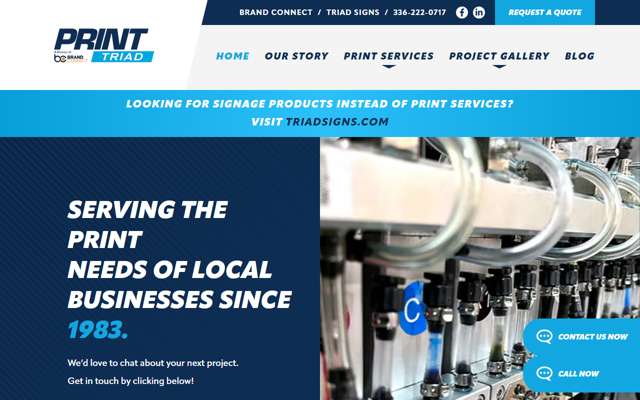 BRAND CONNECT / TRIAD SIGNS / 336-222-0717
REQUEST A QUOTE
PRINT
TRIAD
BRAND
HOME OUR STORY PRINT SERVICES PROJECT GALLERY BLOG
LOOKING FOR SIGNAGE PRODUCTS INSTEAD OF PRINT SERVICES?
VISIT TRIADSIGNS.COM
SERVING THE
PRINT
NEEDS OF LOCAL
BUSINESSES SINCE
1983.
We'd love to chat about your next project.
Get in touch by clicking below!
C
CONTACT US NOW
CALL NOW